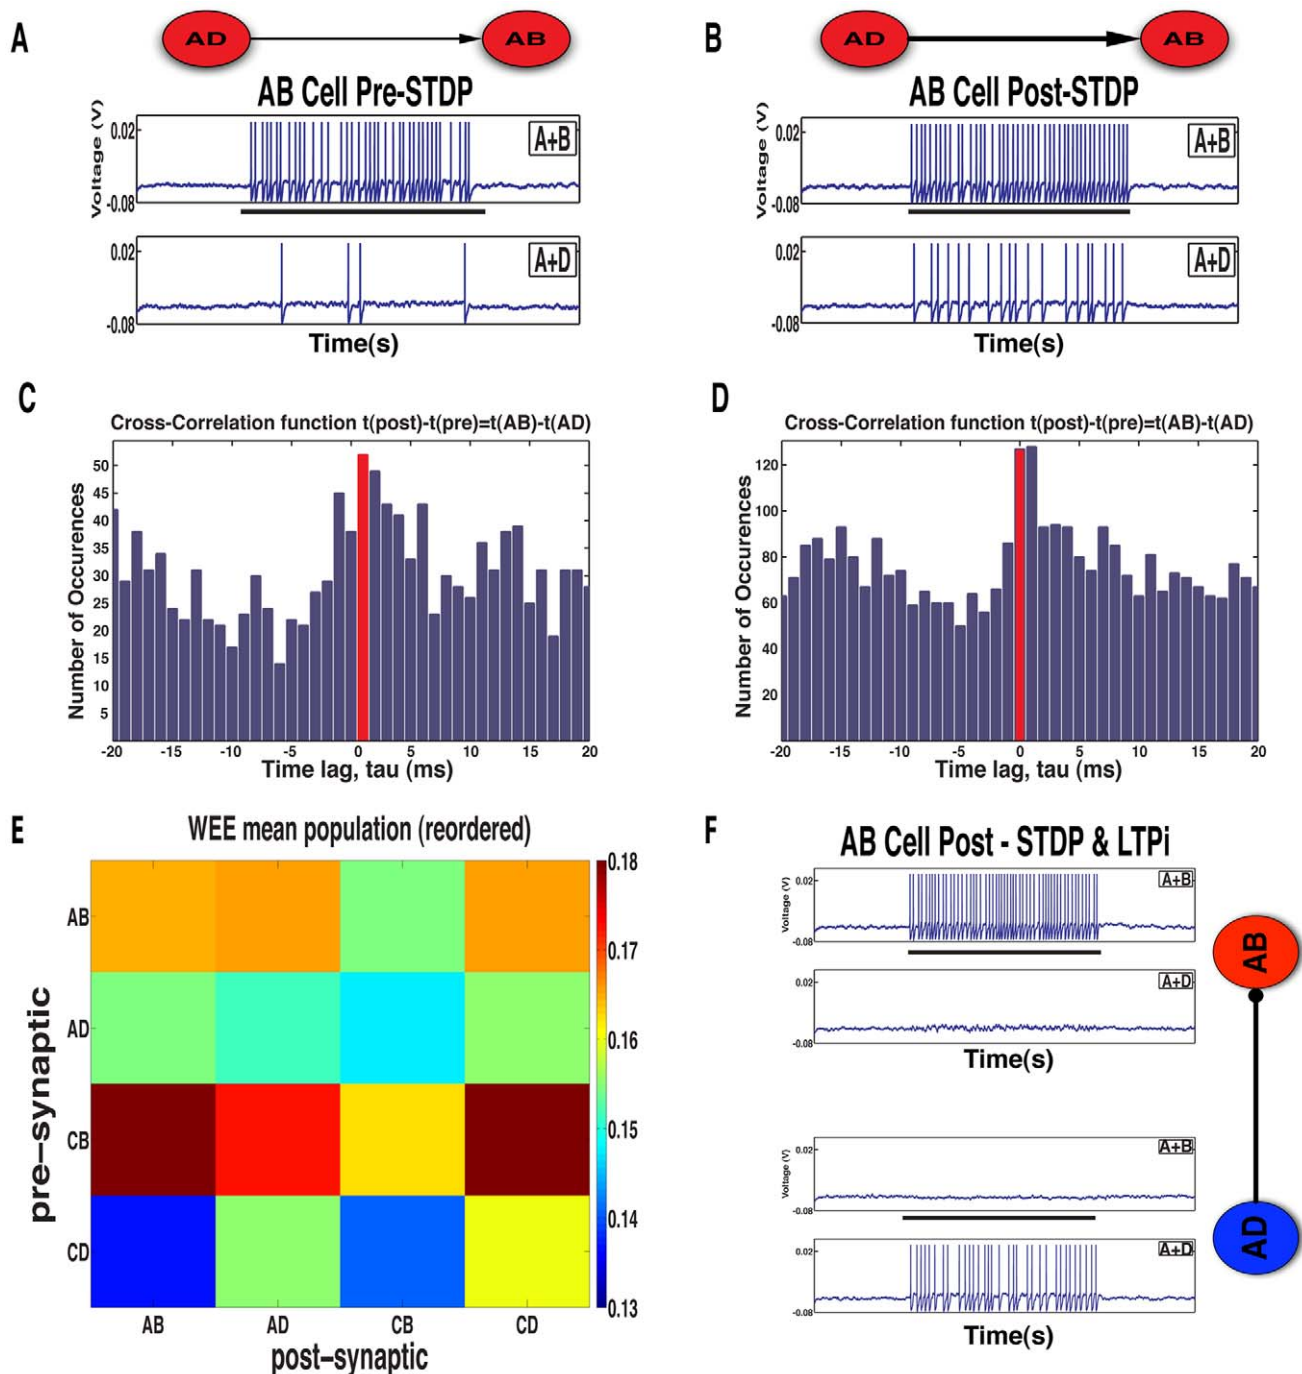 A
AD
AB
AB Cell Pre-STDP
Voltage (V)
0.02
-0.08
A+B
0.02
-0.08
A+D
Time(s)
B
AD
AB
AB Cell Post-STDP
Voltage (V)
0.02
-0.08
A+B
0.02
-0.08
A+D
Time(s)
C
Cross-Correlation function t(post)-t(pre)=t(AB)-t(AD)
Number of Occurences
50
45
40
35
30
25
20
15
10
5
-20 -15 -10 -5 0 5 10 15 20
Time lag, tau (ms)
D
Cross-Correlation function t(post)-t(pre)=t(AB)-t(AD)
Number of Occurences
120
100
80
60
40
20
-20 -15 -10 -5 0 5 10 15 20
Time lag, tau (ms)
E
WEE mean population (reordered)
pre-synaptic
AB
AD
CB
CD
AB AD CB CD
post-synaptic
0.18
0.17
0.16
0.15
0.14
0.13
F
AB Cell Post - STDP & LTPi
Voltage (V)
0.02
-0.08
A+B
0.02
-0.08
A+D
Time(s)
Voltage (V)
0.02
-0.08
A+B
0.02
-0.08
A+D
Time(s)
AB
AD